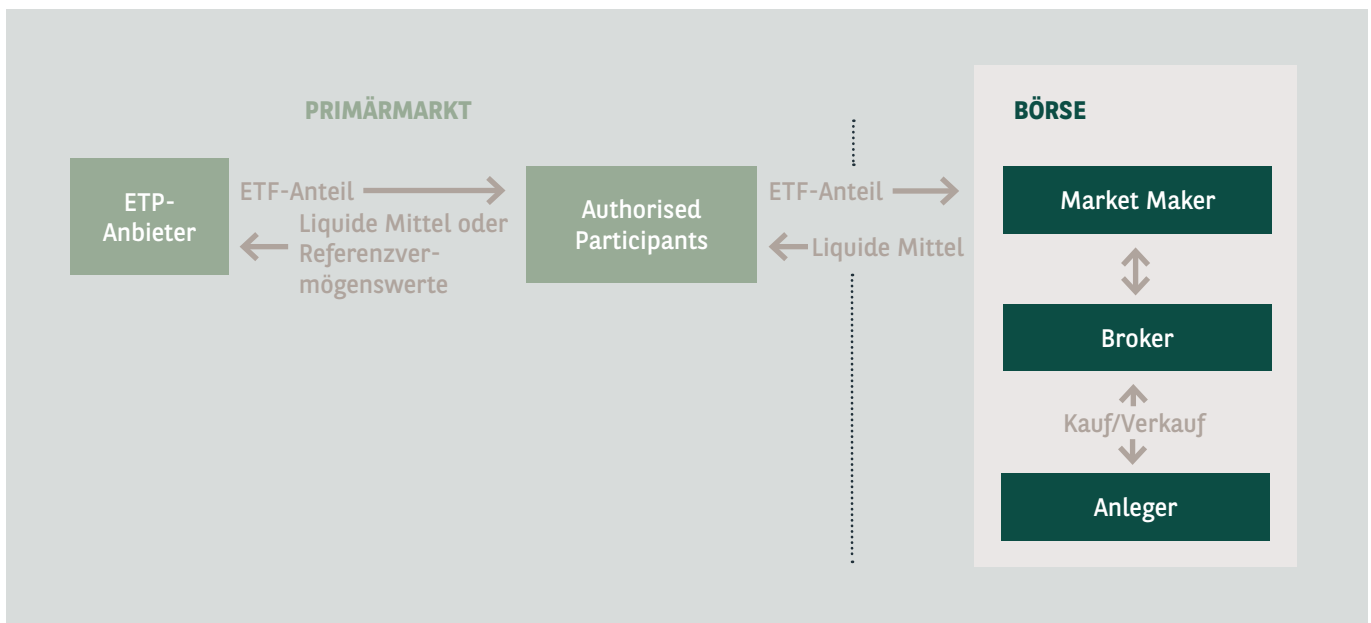 PRIMÄRMARKT
BÖRSE
ETP-
Anbieter
ETF-Anteil
Liquide Mittel oder
Referenzver-
mögenswerte
Authorised
Participants
ETF-Anteil
Liquide Mittel
Market Maker
Broker
Kauf/Verkauf
Anleger